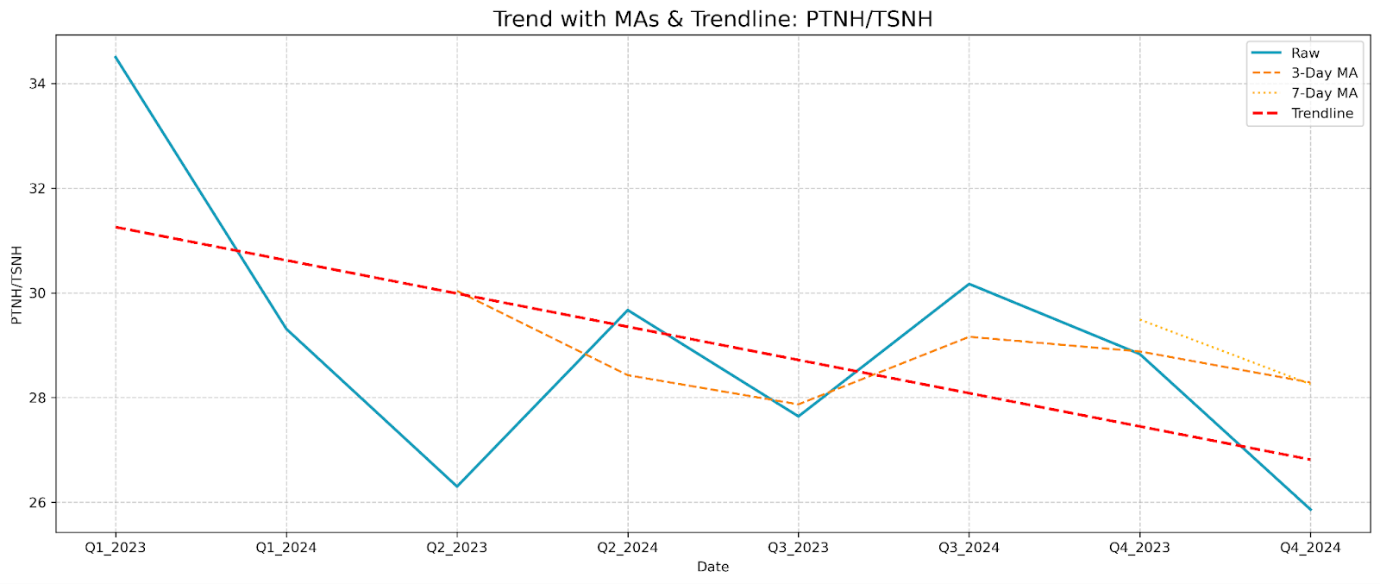 Trend with MAs & Trendline: PTNH/TSNH
Raw
3-Day MA
7-Day MA
Trendline
34
32
30
28
26
PTNH/TSNH
Q1_2023 Q1_2024 Q2_2023 Q2_2024 Q3_2023 Q3_2024 Q4_2023 Q4_2024
Date